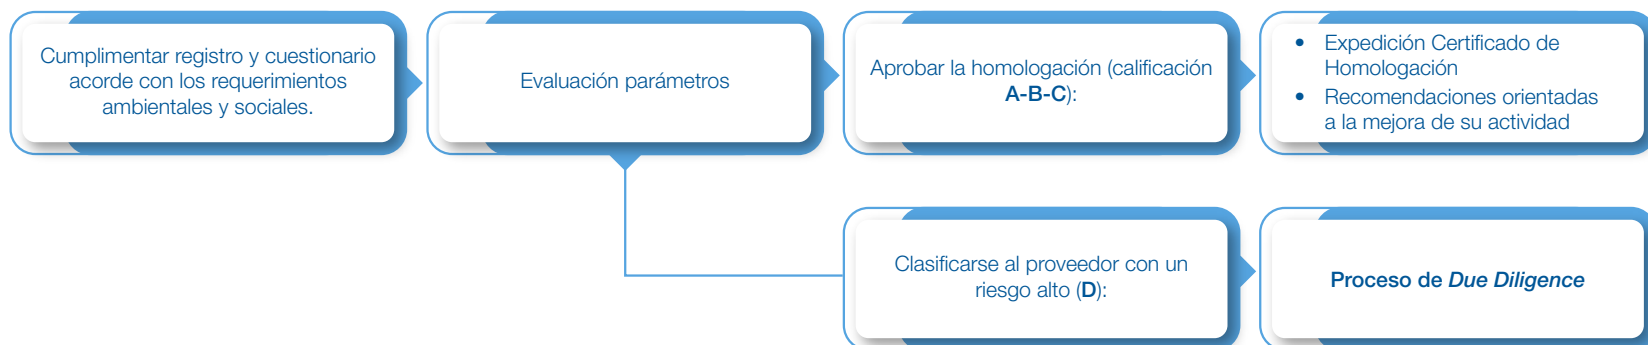 Cumplimentar registro y cuestionario
acorde con los requerimientos
ambientales y sociales.
Evaluación parámetros
Aprobar la homologación (calificación
A-B-C):
• Expedición Certificado de
Homologación
• Recomendaciones orientadas
a la mejora de su actividad
Clasificarse al proveedor con un
riesgo alto (D):
Proceso de Due Diligence